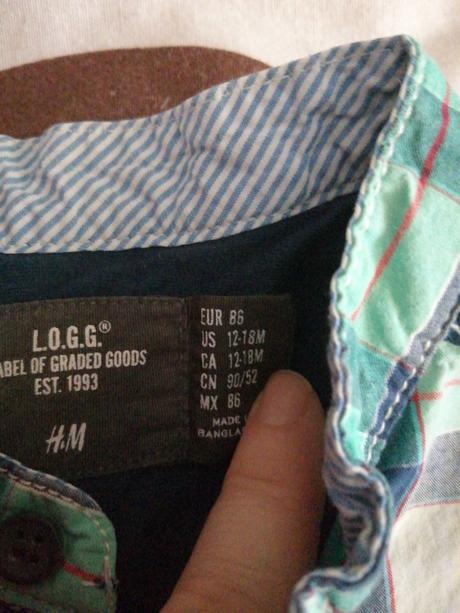 L.O.G.G.®
ABEL OF GRADED GOODS
EST. 1993
H&M
EUR 86
US 12-18M
CA 12-18M
CN 90/52
MX 86
MADE